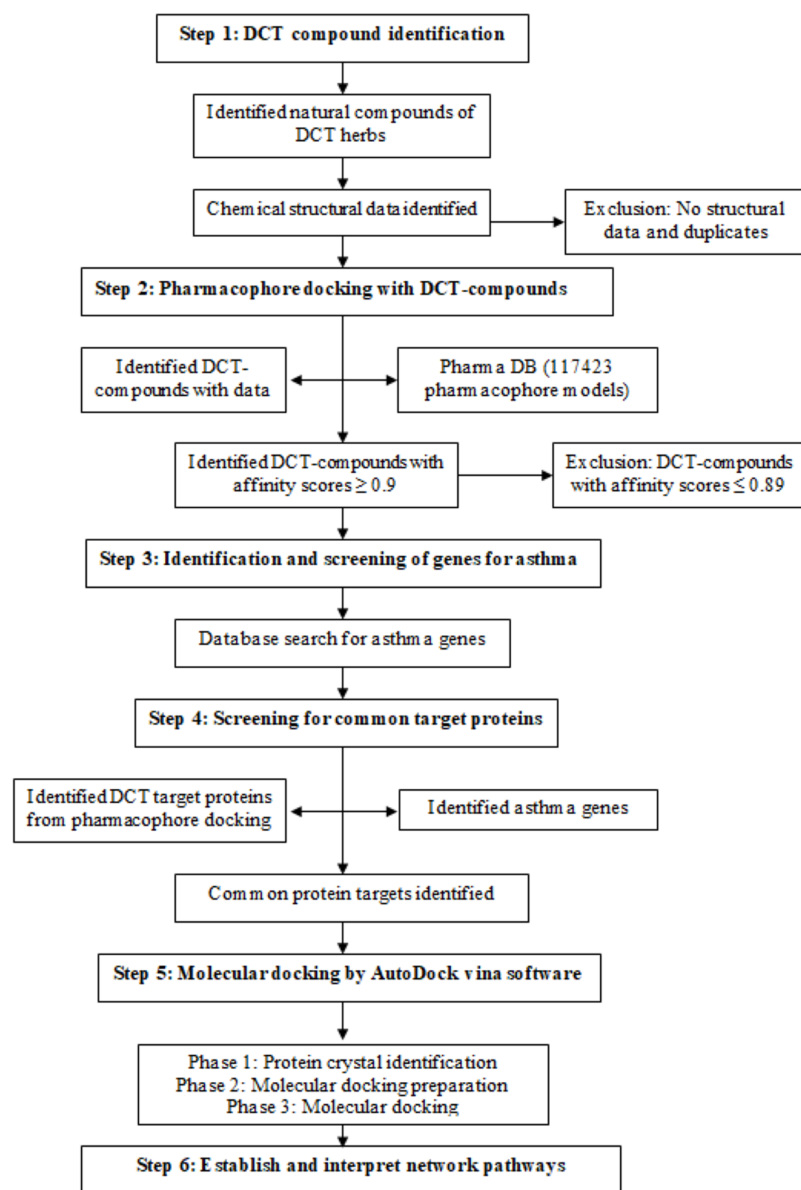 Step 1: DCT compound identification
Identified natural compounds of
DCT herbs
Chemical structural data identified
Exclusion: No structural
data and duplicates
Step 2: Pharmacophore docking with DCT-compounds
Identified DCT-
compounds with data
Pharma DB (117423
pharmacophore models)
Identified DCT-compounds with
affinity scores ≥ 0.9
Exclusion: DCT-compounds
with affinity scores ≤ 0.89
Step 3: Identification and screening of genes for asthma
Database search for asthma genes
Step 4: Screening for common target proteins
Identified DCT target proteins
from pharmacophore docking
Identified asthma genes
Common protein targets identified
Step 5: Molecular docking by AutoDock vina software
Phase 1: Protein crystal identification
Phase 2: Molecular docking preparation
Phase 3: Molecular docking
Step 6: Establish and interpret network pathways